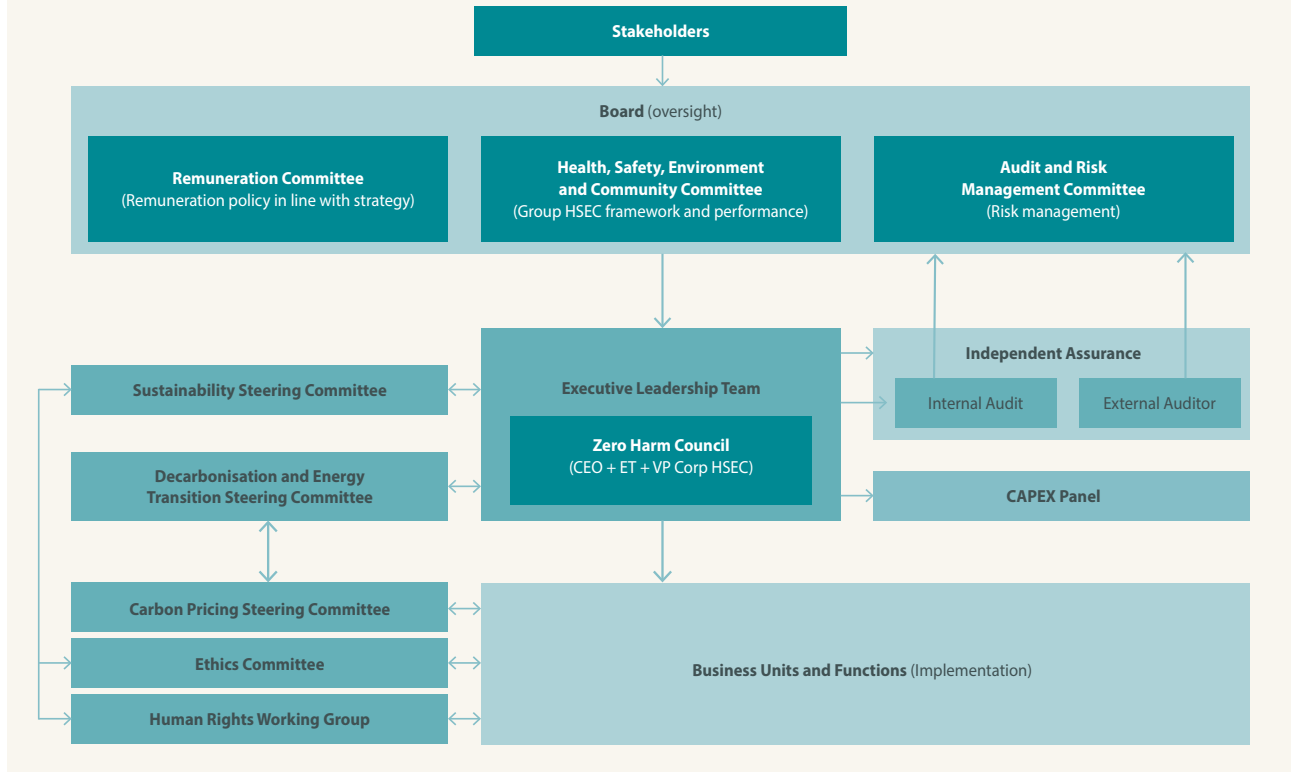 Stakeholders
Board (oversight)
Remuneration Committee
(Remuneration policy in line with strategy)
Health, Safety, Environment
and Community Committee
(Group HSEC framework and performance)
Audit and Risk
Management Committee
(Risk management)
Sustainability Steering Committee
Decarbonisation and Energy
Transition Steering Committee
Executive Leadership Team
Zero Harm Council
(CEO + ET + VP Corp HSEC)
Independent Assurance
Internal Audit
External Auditor
CAPEX Panel
Carbon Pricing Steering Committee
Ethics Committee
Human Rights Working Group
Business Units and Functions (Implementation)